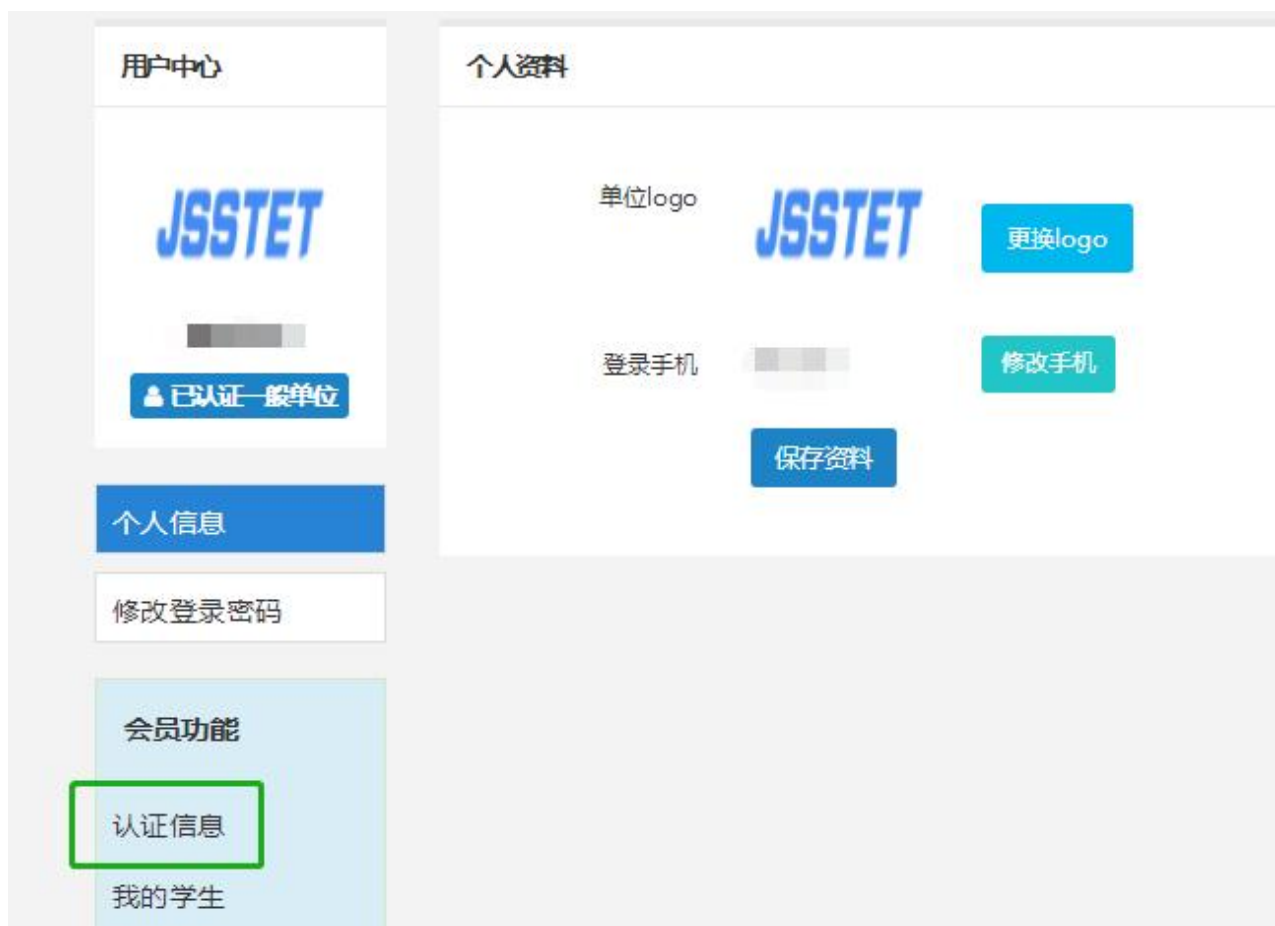 用户中心
JSSTET
已认证一般单位
个人信息
修改登录密码
会员功能
认证信息
我的学生
个人资料
单位logo
JSSTET
更换logo
登录手机
修改手机
保存资料